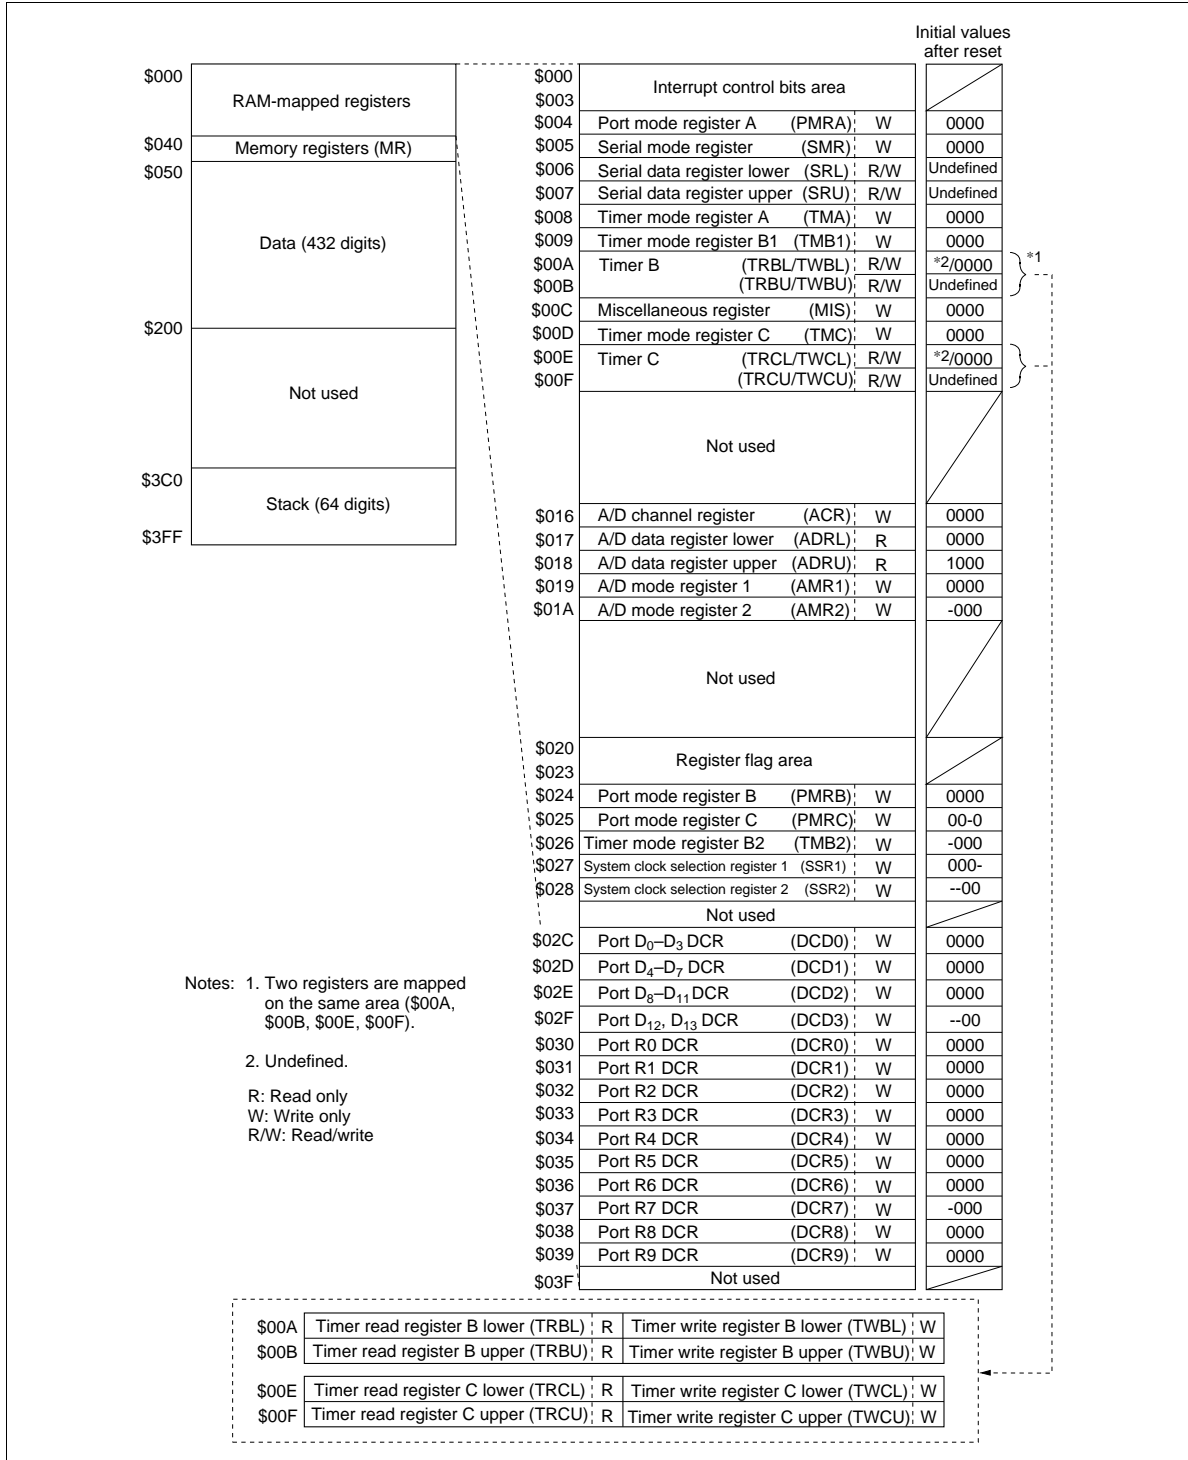 Initial values
after reset
$000
RAM-mapped registers
$040
Memory registers (MR)
$050
Data (432 digits)
$200
Not used
$3C0
Stack (64 digits)
$3FF
$000
Interrupt control bits area
$003
$004 Port mode register A (PMRA) W 0000
$005 Serial mode register (SMR) W 0000
$006 Serial data register lower (SRL) R/W Undefined
$007 Serial data register upper (SRU) R/W Undefined
$008 Timer mode register A (TMA) W 0000
$009 Timer mode register B1 (TMB1) W 0000
$00A Timer B (TRBL/TWBL) R/W *2/0000 *1
$00B (TRBU/TWBU) R/W Undefined
$00C Miscellaneous register (MIS) W 0000
$00D Timer mode register C (TMC) W 0000
$00E Timer C (TRCL/TWCL) R/W *2/0000
$00F (TRCU/TWCU) R/W Undefined
Not used
$016 A/D channel register (ACR) W 0000
$017 A/D data register lower (ADRL) R 0000
$018 A/D data register upper (ADRU) R 1000
$019 A/D mode register 1 (AMR1) W 0000
$01A A/D mode register 2 (AMR2) W -000
Not used
$020
Register flag area
$023
$024 Port mode register B (PMRB) W 0000
$025 Port mode register C (PMRC) W 00-0
$026 Timer mode register B2 (TMB2) W -000
$027 System clock selection register 1 (SSR1) W 000-
$028 System clock selection register 2 (SSR2) W --00
Not used
$02C Port D0–D3 DCR (DCD0) W 0000
$02D Port D4–D7 DCR (DCD1) W 0000
$02E Port D8–D11 DCR (DCD2) W 0000
$02F Port D12, D13 DCR (DCD3) W --00
$030 Port R0 DCR (DCR0) W 0000
$031 Port R1 DCR (DCR1) W 0000
$032 Port R2 DCR (DCR2) W 0000
$033 Port R3 DCR (DCR3) W 0000
$034 Port R4 DCR (DCR4) W 0000
$035 Port R5 DCR (DCR5) W 0000
$036 Port R6 DCR (DCR6) W 0000
$037 Port R7 DCR (DCR7) W -000
$038 Port R8 DCR (DCR8) W 0000
$039 Port R9 DCR (DCR9) W 0000
Not used
$03F
Notes: 1. Two registers are mapped
on the same area ($00A,
$00B, $00E, $00F).
2. Undefined.
R: Read only
W: Write only
R/W: Read/write
$00A Timer read register B lower (TRBL) R Timer write register B lower (TWBL) W
$00B Timer read register B upper (TRBU) R Timer write register B upper (TWBU) W
$00E Timer read register C lower (TRCL) R Timer write register C lower (TWCL) W
$00F Timer read register C upper (TRCU) R Timer write register C upper (TWCU) W